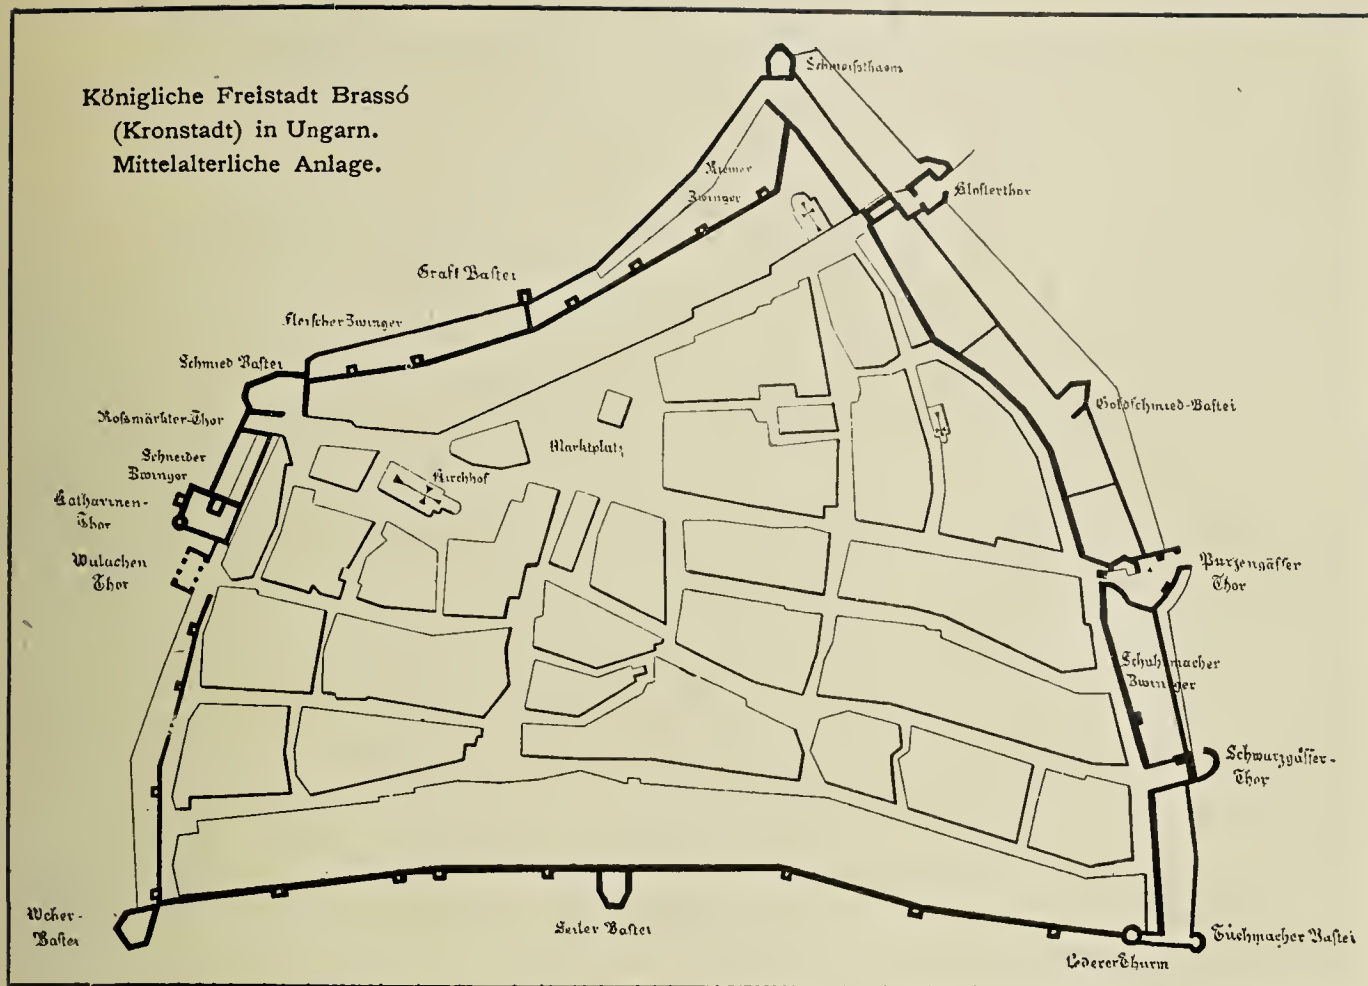 Königliche Freistadt Brassó
(Kronstadt) in Ungarn.
Mittelalterliche Anlage.
Riemer
Zwinger
Klosterthor
Graft Bastei
Fleischer Zwinger
Schmied Bastei
Roßmärkter-Thor
Goldschmied-Bastei
Marktplatz
Schneider
Zwinger
Kirchhof
Katharinen-
Thor
Thor
Purzengässer
Thor
Schuhmacher
Zwinger
Schwarzgässer-
Thor
Bastei
Seiler Bastei
Tuchmacher Bastei
Lederer Thurm